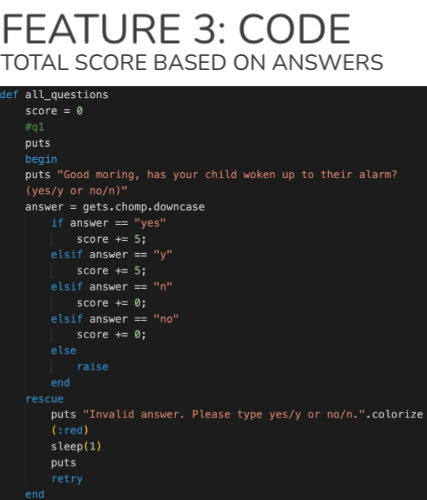 FEATURE 3: CODE
TOTAL SCORE BASED ON ANSWERS
def all_questions
score = 0
#q1
puts
begin
puts "Good moring, has your child woken up to their alarm?
(yes/y or no/n)"
answer = gets.chomp.downcase
if answer == "yes"
score += 5;
elsif answer == "y"
score += 5;
elsif answer == "n"
score += 0;
elsif answer == "no"
score += 0;
else
raise
end
rescue
puts "Invalid answer. Please type yes/y or no/n.".colorize
(:red)
sleep(1)
puts
retry
end